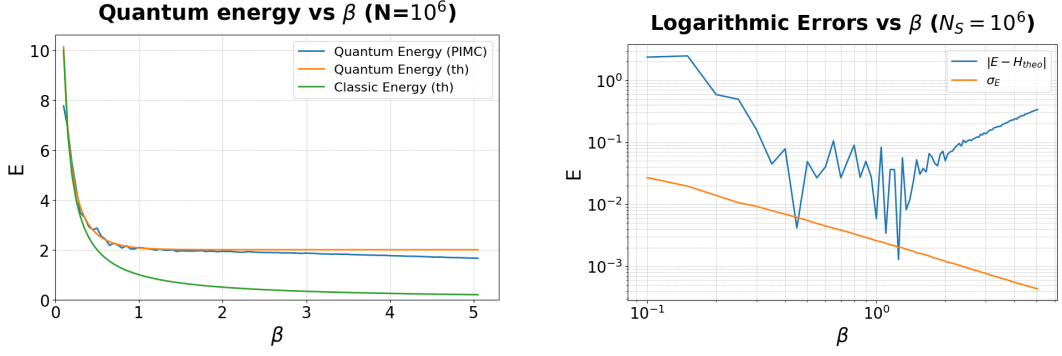 Quantum energy vs β (N=10⁶)
10
8
6
4
2
0
E
Quantum Energy (PIMC)
Quantum Energy (th)
Classic Energy (th)
0 1 2 3 4 5
β
Logarithmic Errors vs β (N_S = 10⁶)
10⁰
10⁻¹
10⁻²
10⁻³
E
|E − H_theo|
σ_E
10⁻¹ 10⁰
β